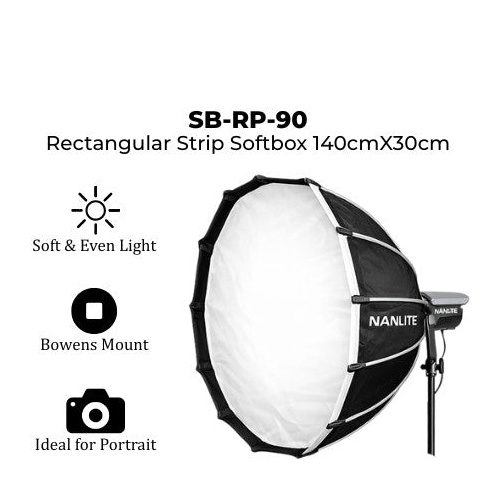 SB-RP-90
Rectangular Strip Softbox 140cmX30cm
Soft & Even Light
Bowens Mount
Ideal for Portrait
NANLITE
NANLITE